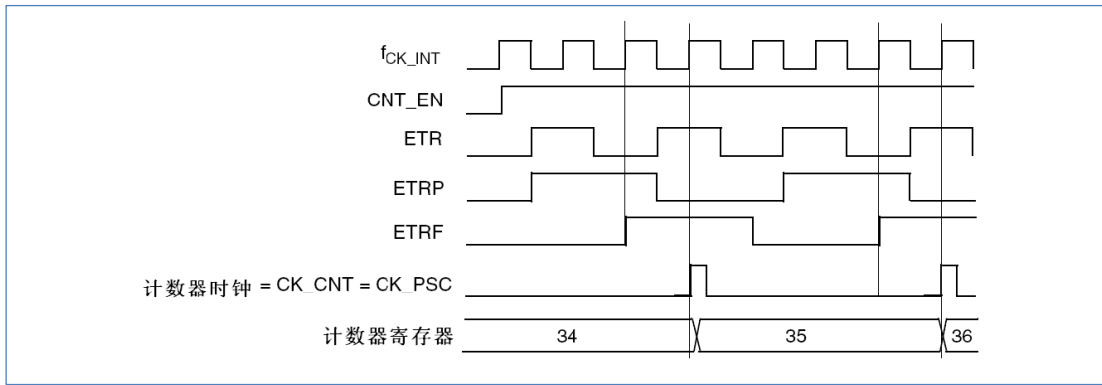 fCK_INT
CNT_EN
ETR
ETRP
ETRF
计数器时钟 = CK_CNT = CK_PSC
计数器寄存器 34 35 36